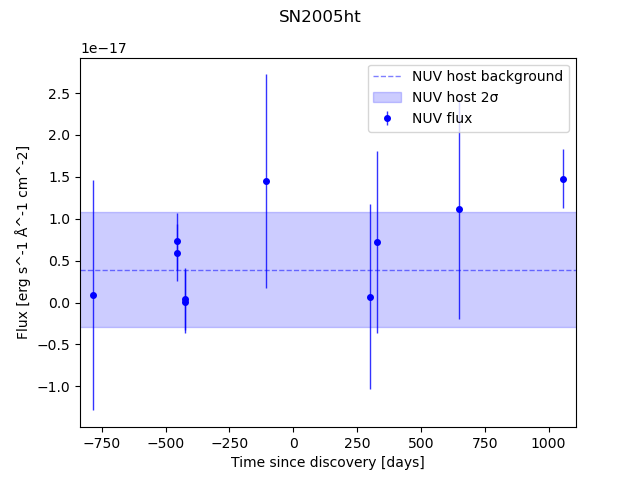 SN2005ht
1e−17
NUV host background
NUV host 2σ
NUV flux
2.5
2.0
1.5
1.0
0.5
0.0
−0.5
−1.0
Flux [erg s^-1 Å^-1 cm^-2]
−750 −500 −250 0 250 500 750 1000
Time since discovery [days]